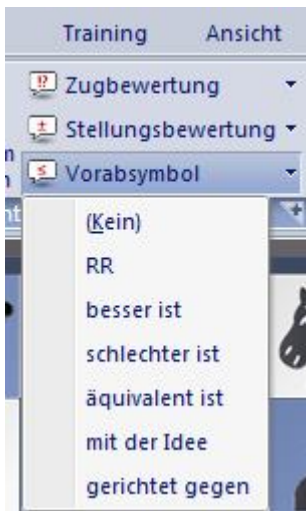 Training Ansicht
!? Zugbewertung
± Stellungsbewertung
≤ Vorabsymbol
(Kein)
RR
besser ist
schlechter ist
äquivalent ist
mit der Idee
gerichtet gegen